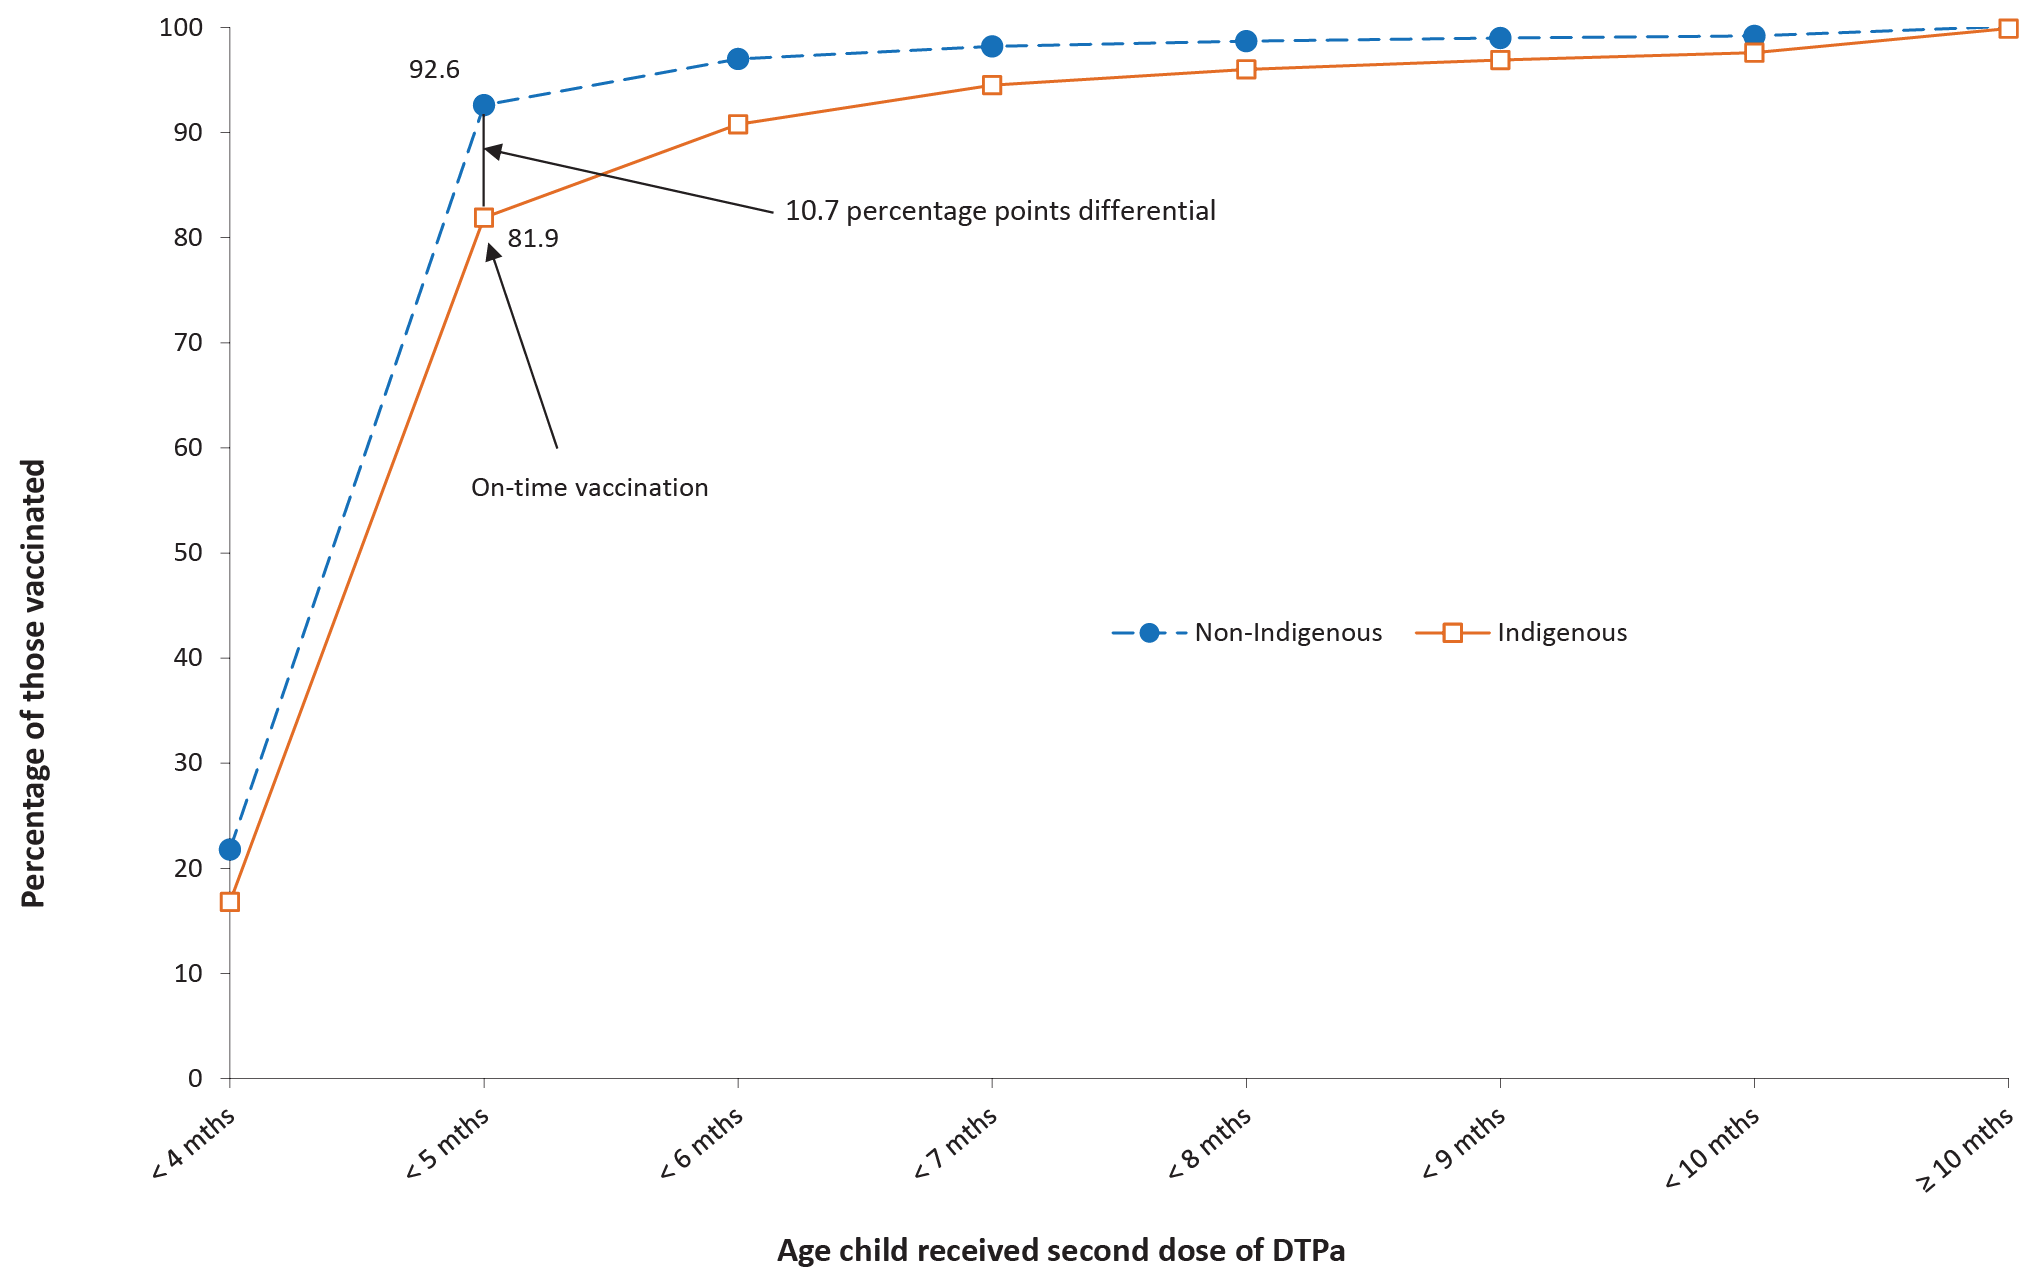 100
92.6
90
10.7 percentage points differential
80
81.9
70
60
On-time vaccination
50
Non-Indigenous
Indigenous
40
30
20
10
0
Percentage of those vaccinated
< 4 mths
< 5 mths
< 6 mths
< 7 mths
< 8 mths
< 9 mths
< 10 mths
≥ 10 mths
Age child received second dose of DTPa